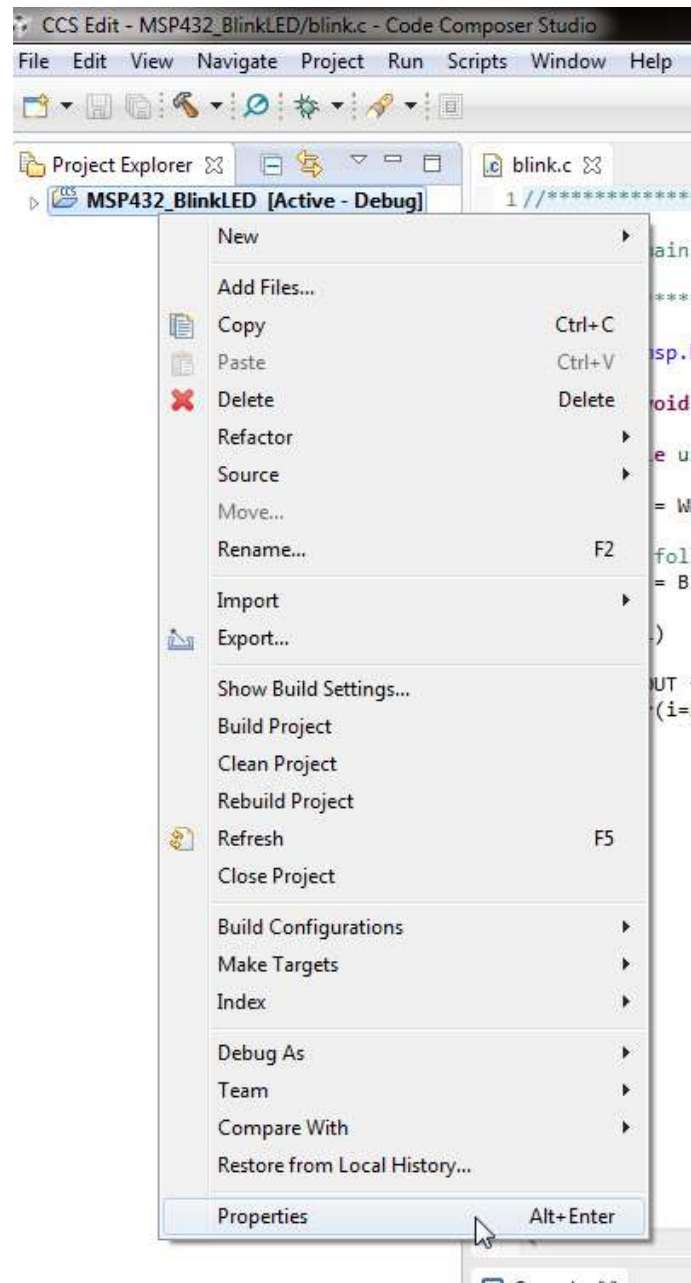 CCS Edit - MSP432_BlinkLED/blink.c - Code Composer Studio
File Edit View Navigate Project Run Scripts Window Help
Project Explorer
blink.c
MSP432_BlinkLED [Active - Debug]
1 //************
New
Add Files...
Copy Ctrl+C
Paste Ctrl+V
Delete Delete
Refactor
Source
Move...
Rename... F2
Import
Export...
Show Build Settings...
Build Project
Clean Project
Rebuild Project
Refresh F5
Close Project
Build Configurations
Make Targets
Index
Debug As
Team
Compare With
Restore from Local History...
Properties Alt+Enter